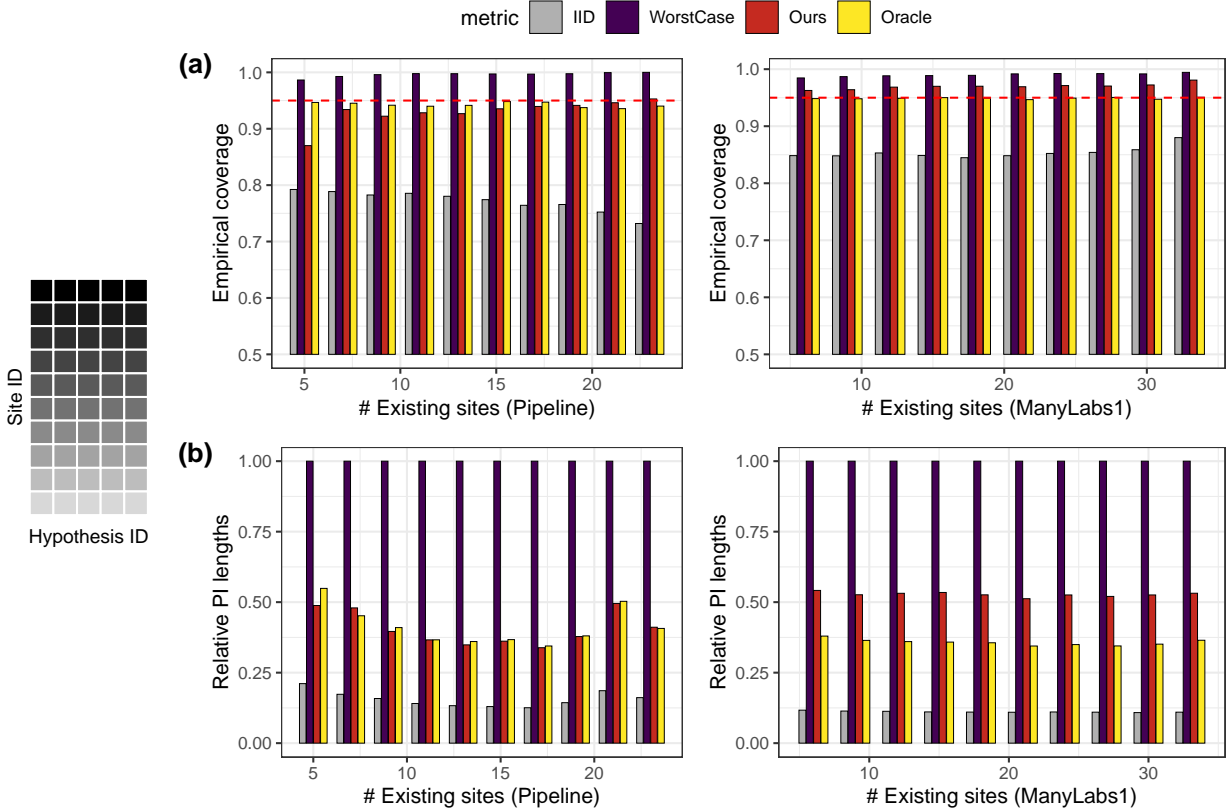 metric IID WorstCase Ours Oracle
(a)
Empirical coverage
1.0
0.9
0.8
0.7
0.6
0.5
5 10 15 20
# Existing sites (Pipeline)
Empirical coverage
1.0
0.9
0.8
0.7
0.6
0.5
10 20 30
# Existing sites (ManyLabs1)
Site ID
Hypothesis ID
(b)
Relative PI lengths
1.00
0.75
0.50
0.25
0.00
5 10 15 20
# Existing sites (Pipeline)
Relative PI lengths
1.00
0.75
0.50
0.25
0.00
10 20 30
# Existing sites (ManyLabs1)